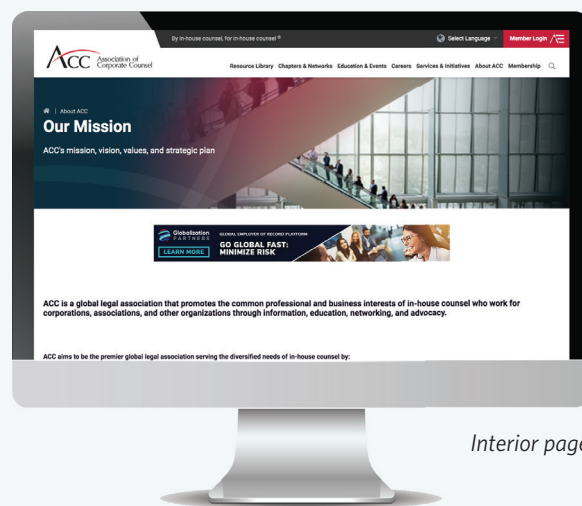 By in-house counsel, for in-house counsel ®
Select Language
Member Login
ACC Association of
Corporate Counsel
Resource Library Chapters & Networks Education & Events Careers Services & Initiatives About ACC Membership
| About ACC
Our Mission
ACC's mission, vision, values, and strategic plan
Globalization
PARTNERS
LEARN MORE
GLOBAL EMPLOYER OF RECORD PLATFORM
GO GLOBAL FAST:
MINIMIZE RISK
ACC is a global legal association that promotes the common professional and business interests of in-house counsel who work for
corporations, associations, and other organizations through information, education, networking, and advocacy.
ACC aims to be the premier global legal association serving the diversified needs of in-house counsel by:
Interior page